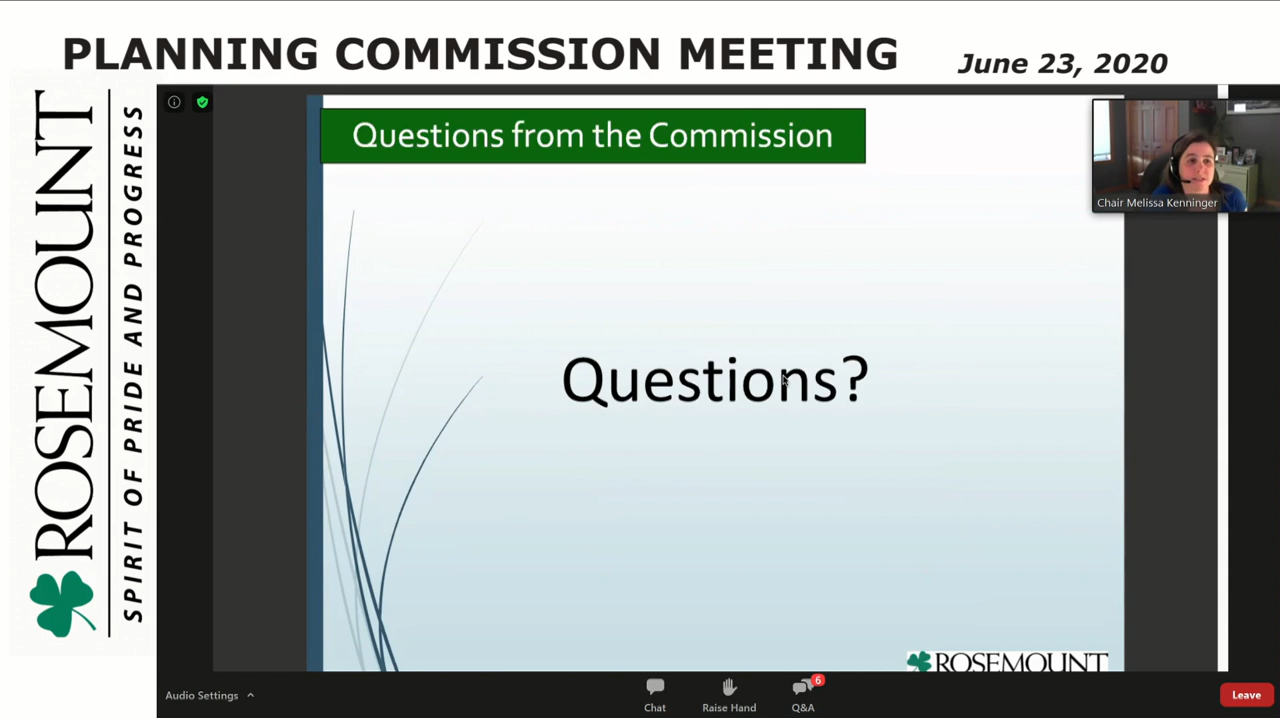 PLANNING COMMISSION MEETING
June 23, 2020
ROSEMOUNT
SPIRIT OF PRIDE AND PROGRESS
Questions from the Commission
Chair Melissa Kenninger
Questions?
ROSEMOUNT
Audio Settings
Chat
Raise Hand
6
Q&A
Leave